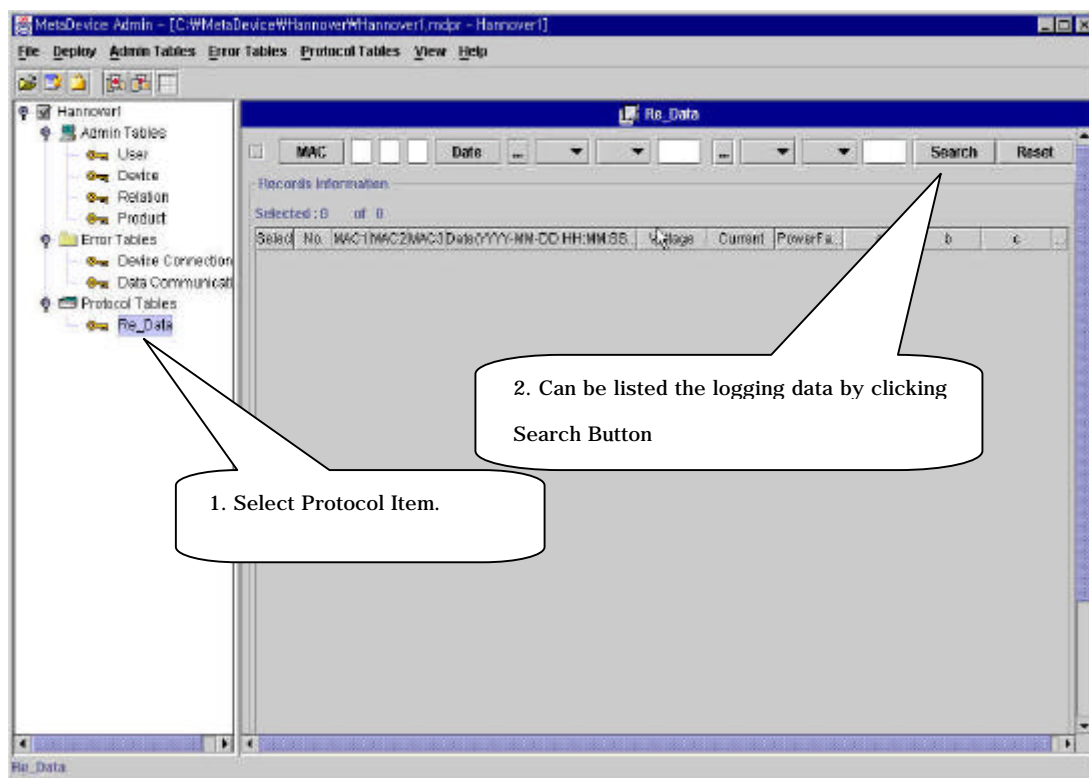 MetaDevice Admin - [C:₩MetaDevice₩Hannover₩Hannover1.mdpr - Hannover1]
File Deploy Admin Tables Error Tables Protocol Tables View Help
Hannover1
Admin Tables
User
Device
Relation
Product
Error Tables
Device Connection
Data Communicati
Protocol Tables
Re_Data
Re_Data
MAC Date ... ... Search Reset
Records Information
Selected : 0 of 0
Select No. MAC1 MAC2 MAC3 Date(YYYY-MM-DD HH:MM:SS... Current PowerFa... b c ...
2. Can be listed the logging data by clicking
Search Button
1. Select Protocol Item.
Re_Data